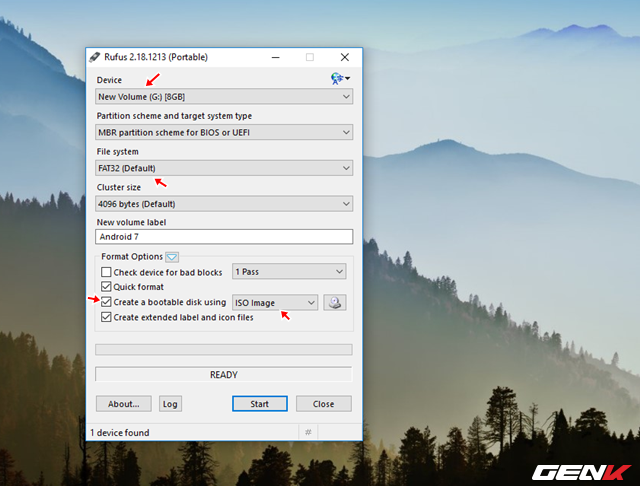 Rufus 2.18.1213 (Portable)
Device
New Volume (G:) [8GB]
Partition scheme and target system type
MBR partition scheme for BIOS or UEFI
File system
FAT32 (Default)
Cluster size
4096 bytes (Default)
New volume label
Android 7
Format Options
Check device for bad blocks 1 Pass
Quick format
Create a bootable disk using ISO Image
Create extended label and icon files
READY
About... Log Start Close
1 device found #
GENK